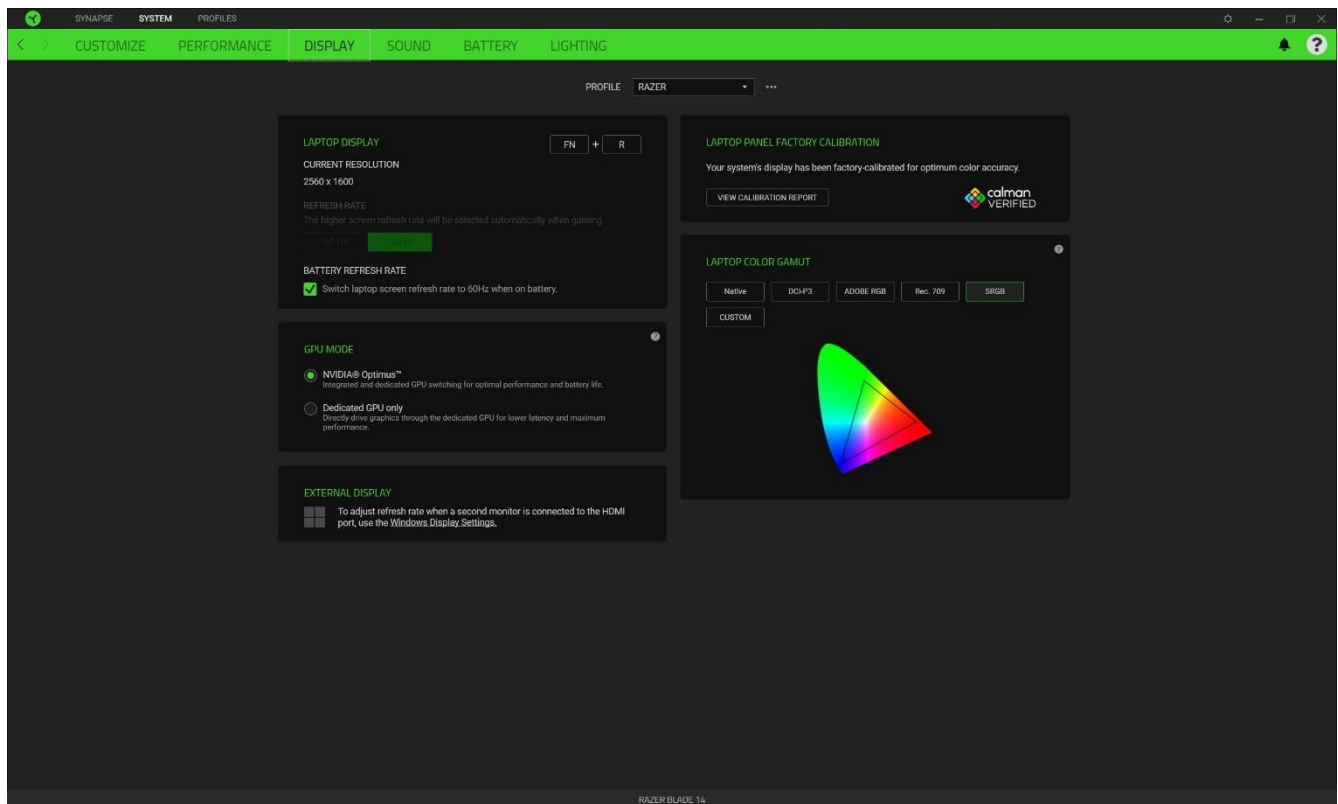 SYNAPSE SYSTEM PROFILES
CUSTOMIZE PERFORMANCE DISPLAY SOUND BATTERY LIGHTING
?
PROFILE RAZER
LAPTOP DISPLAY
FN + R
CURRENT RESOLUTION
2560 x 1600
REFRESH RATE
The higher screen refresh rate will be selected automatically when gaming.
60 Hz 240 Hz
BATTERY REFRESH RATE
Switch laptop screen refresh rate to 60Hz when on battery.
GPU MODE
?
NVIDIA® Optimus™
Integrated and dedicated GPU switching for optimal performance and battery life.
Dedicated GPU only
Directly drive graphics through the dedicated GPU for lower latency and maximum
performance.
EXTERNAL DISPLAY
To adjust refresh rate when a second monitor is connected to the HDMI
port, use the Windows Display Settings.
LAPTOP PANEL FACTORY CALIBRATION
Your system's display has been factory-calibrated for optimum color accuracy.
VIEW CALIBRATION REPORT
calman
VERIFIED
LAPTOP COLOR GAMUT
?
Native DCI-P3 ADOBE RGB Rec. 709 SRGB
CUSTOM
RAZER BLADE 14